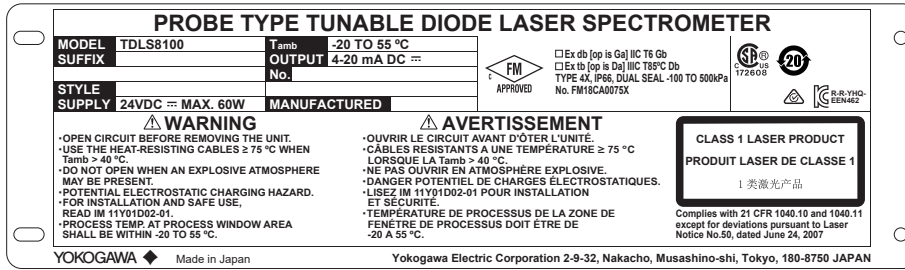 PROBE TYPE TUNABLE DIODE LASER SPECTROMETER
MODEL TDLS8100
SUFFIX
STYLE
SUPPLY 24VDC ⎓ MAX. 60W
Tamb -20 TO 55 ºC
OUTPUT 4-20 mA DC ⎓
No.
MANUFACTURED
FM
C
APPROVED
□ Ex db [op is Ga] IIC T6 Gb
□ Ex tb [op is Da] IIIC T85ºC Db
TYPE 4X, IP66, DUAL SEAL -100 TO 500kPa
No. FM18CA0075X
C US
172608
20
R-R-YHQ-
EEN462
⚠ WARNING
･OPEN CIRCUIT BEFORE REMOVING THE UNIT.
･USE THE HEAT-RESISTING CABLES ≥ 75 ºC WHEN
Tamb > 40 ºC.
･DO NOT OPEN WHEN AN EXPLOSIVE ATMOSPHERE
MAY BE PRESENT.
･POTENTIAL ELECTROSTATIC CHARGING HAZARD.
･FOR INSTALLATION AND SAFE USE,
READ IM 11Y01D02-01.
･PROCESS TEMP. AT PROCESS WINDOW AREA
SHALL BE WITHIN -20 TO 55 ºC.
⚠ AVERTISSEMENT
･OUVRIR LE CIRCUIT AVANT D'ÔTER L'UNITÉ.
･CÂBLES RESISTANTS A UNE TEMPÉRATURE ≥ 75 ºC
LORSQUE LA Tamb > 40 ºC.
･NE PAS OUVRIR EN ATMOSPHÈRE EXPLOSIVE.
･DANGER POTENTIEL DE CHARGES ÉLECTROSTATIQUES.
･LISEZ IM 11Y01D02-01 POUR INSTALLATION
ET SÉCURITÉ.
･TEMPÉRATURE DE PROCESSUS DE LA ZONE DE
FENÉTRE DE PROCESSUS DOIT ÉTRE DE
-20 A 55 ºC.
CLASS 1 LASER PRODUCT
PRODUIT LASER DE CLASSE 1
1 类激光产品
Complies with 21 CFR 1040.10 and 1040.11
except for deviations pursuant to Laser
Notice No.50, dated June 24, 2007
YOKOGAWA ◆ Made in Japan
Yokogawa Electric Corporation 2-9-32, Nakacho, Musashino-shi, Tokyo, 180-8750 JAPAN